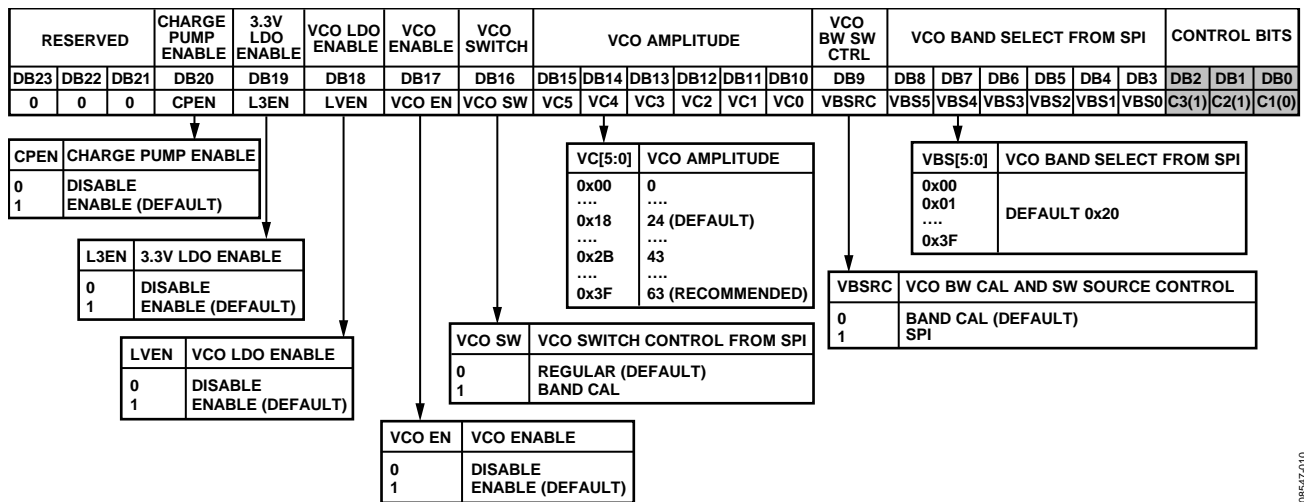 RESERVED CHARGE PUMP ENABLE 3.3V LDO ENABLE VCO LDO ENABLE VCO ENABLE VCO SWITCH VCO AMPLITUDE VCO BW SW CTRL VCO BAND SELECT FROM SPI CONTROL BITS
DB23 DB22 DB21 DB20 DB19 DB18 DB17 DB16 DB15 DB14 DB13 DB12 DB11 DB10 DB9 DB8 DB7 DB6 DB5 DB4 DB3 DB2 DB1 DB0
0 0 0 CPEN L3EN LVEN VCO EN VCO SW VC5 VC4 VC3 VC2 VC1 VC0 VBSRC VBS5 VBS4 VBS3 VBS2 VBS1 VBS0 C3(1) C2(1) C1(0)
CPEN CHARGE PUMP ENABLE
0 DISABLE
1 ENABLE (DEFAULT)
L3EN 3.3V LDO ENABLE
0 DISABLE
1 ENABLE (DEFAULT)
LVEN VCO LDO ENABLE
0 DISABLE
1 ENABLE (DEFAULT)
VCO EN VCO ENABLE
0 DISABLE
1 ENABLE (DEFAULT)
VCO SW VCO SWITCH CONTROL FROM SPI
0 REGULAR (DEFAULT)
1 BAND CAL
VC[5:0] VCO AMPLITUDE
0x00 0
.... ....
0x18 24 (DEFAULT)
.... ....
0x2B 43
.... ....
0x3F 63 (RECOMMENDED)
VBSRC VCO BW CAL AND SW SOURCE CONTROL
0 BAND CAL (DEFAULT)
1 SPI
VBS[5:0] VCO BAND SELECT FROM SPI
0x00
0x01
....
0x3F
DEFAULT 0x20
08547-010